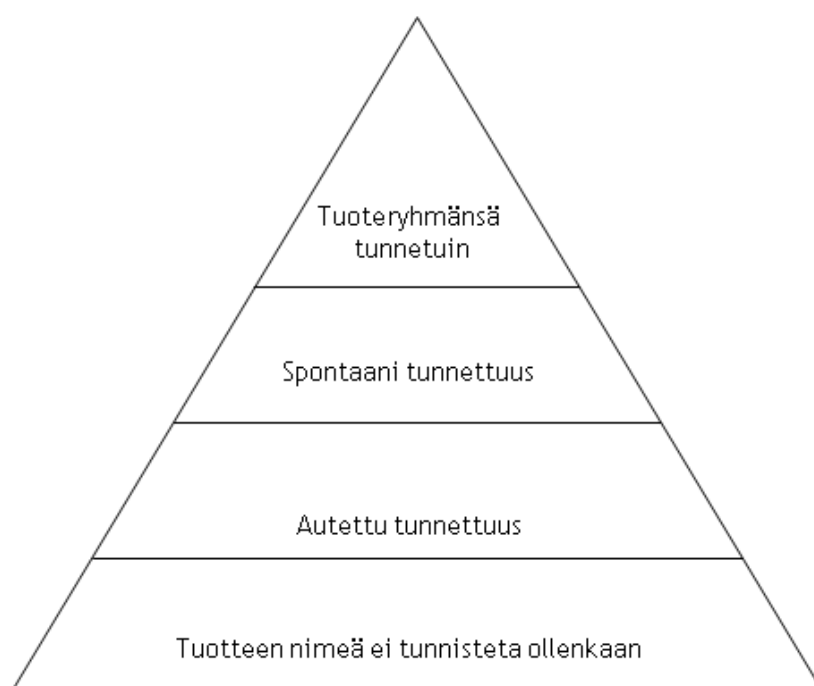 Tuoteryhmänsä
tunnetuin
Spontaani tunnettuus
Autettu tunnettuus
Tuotteen nimeä ei tunnisteta ollenkaan